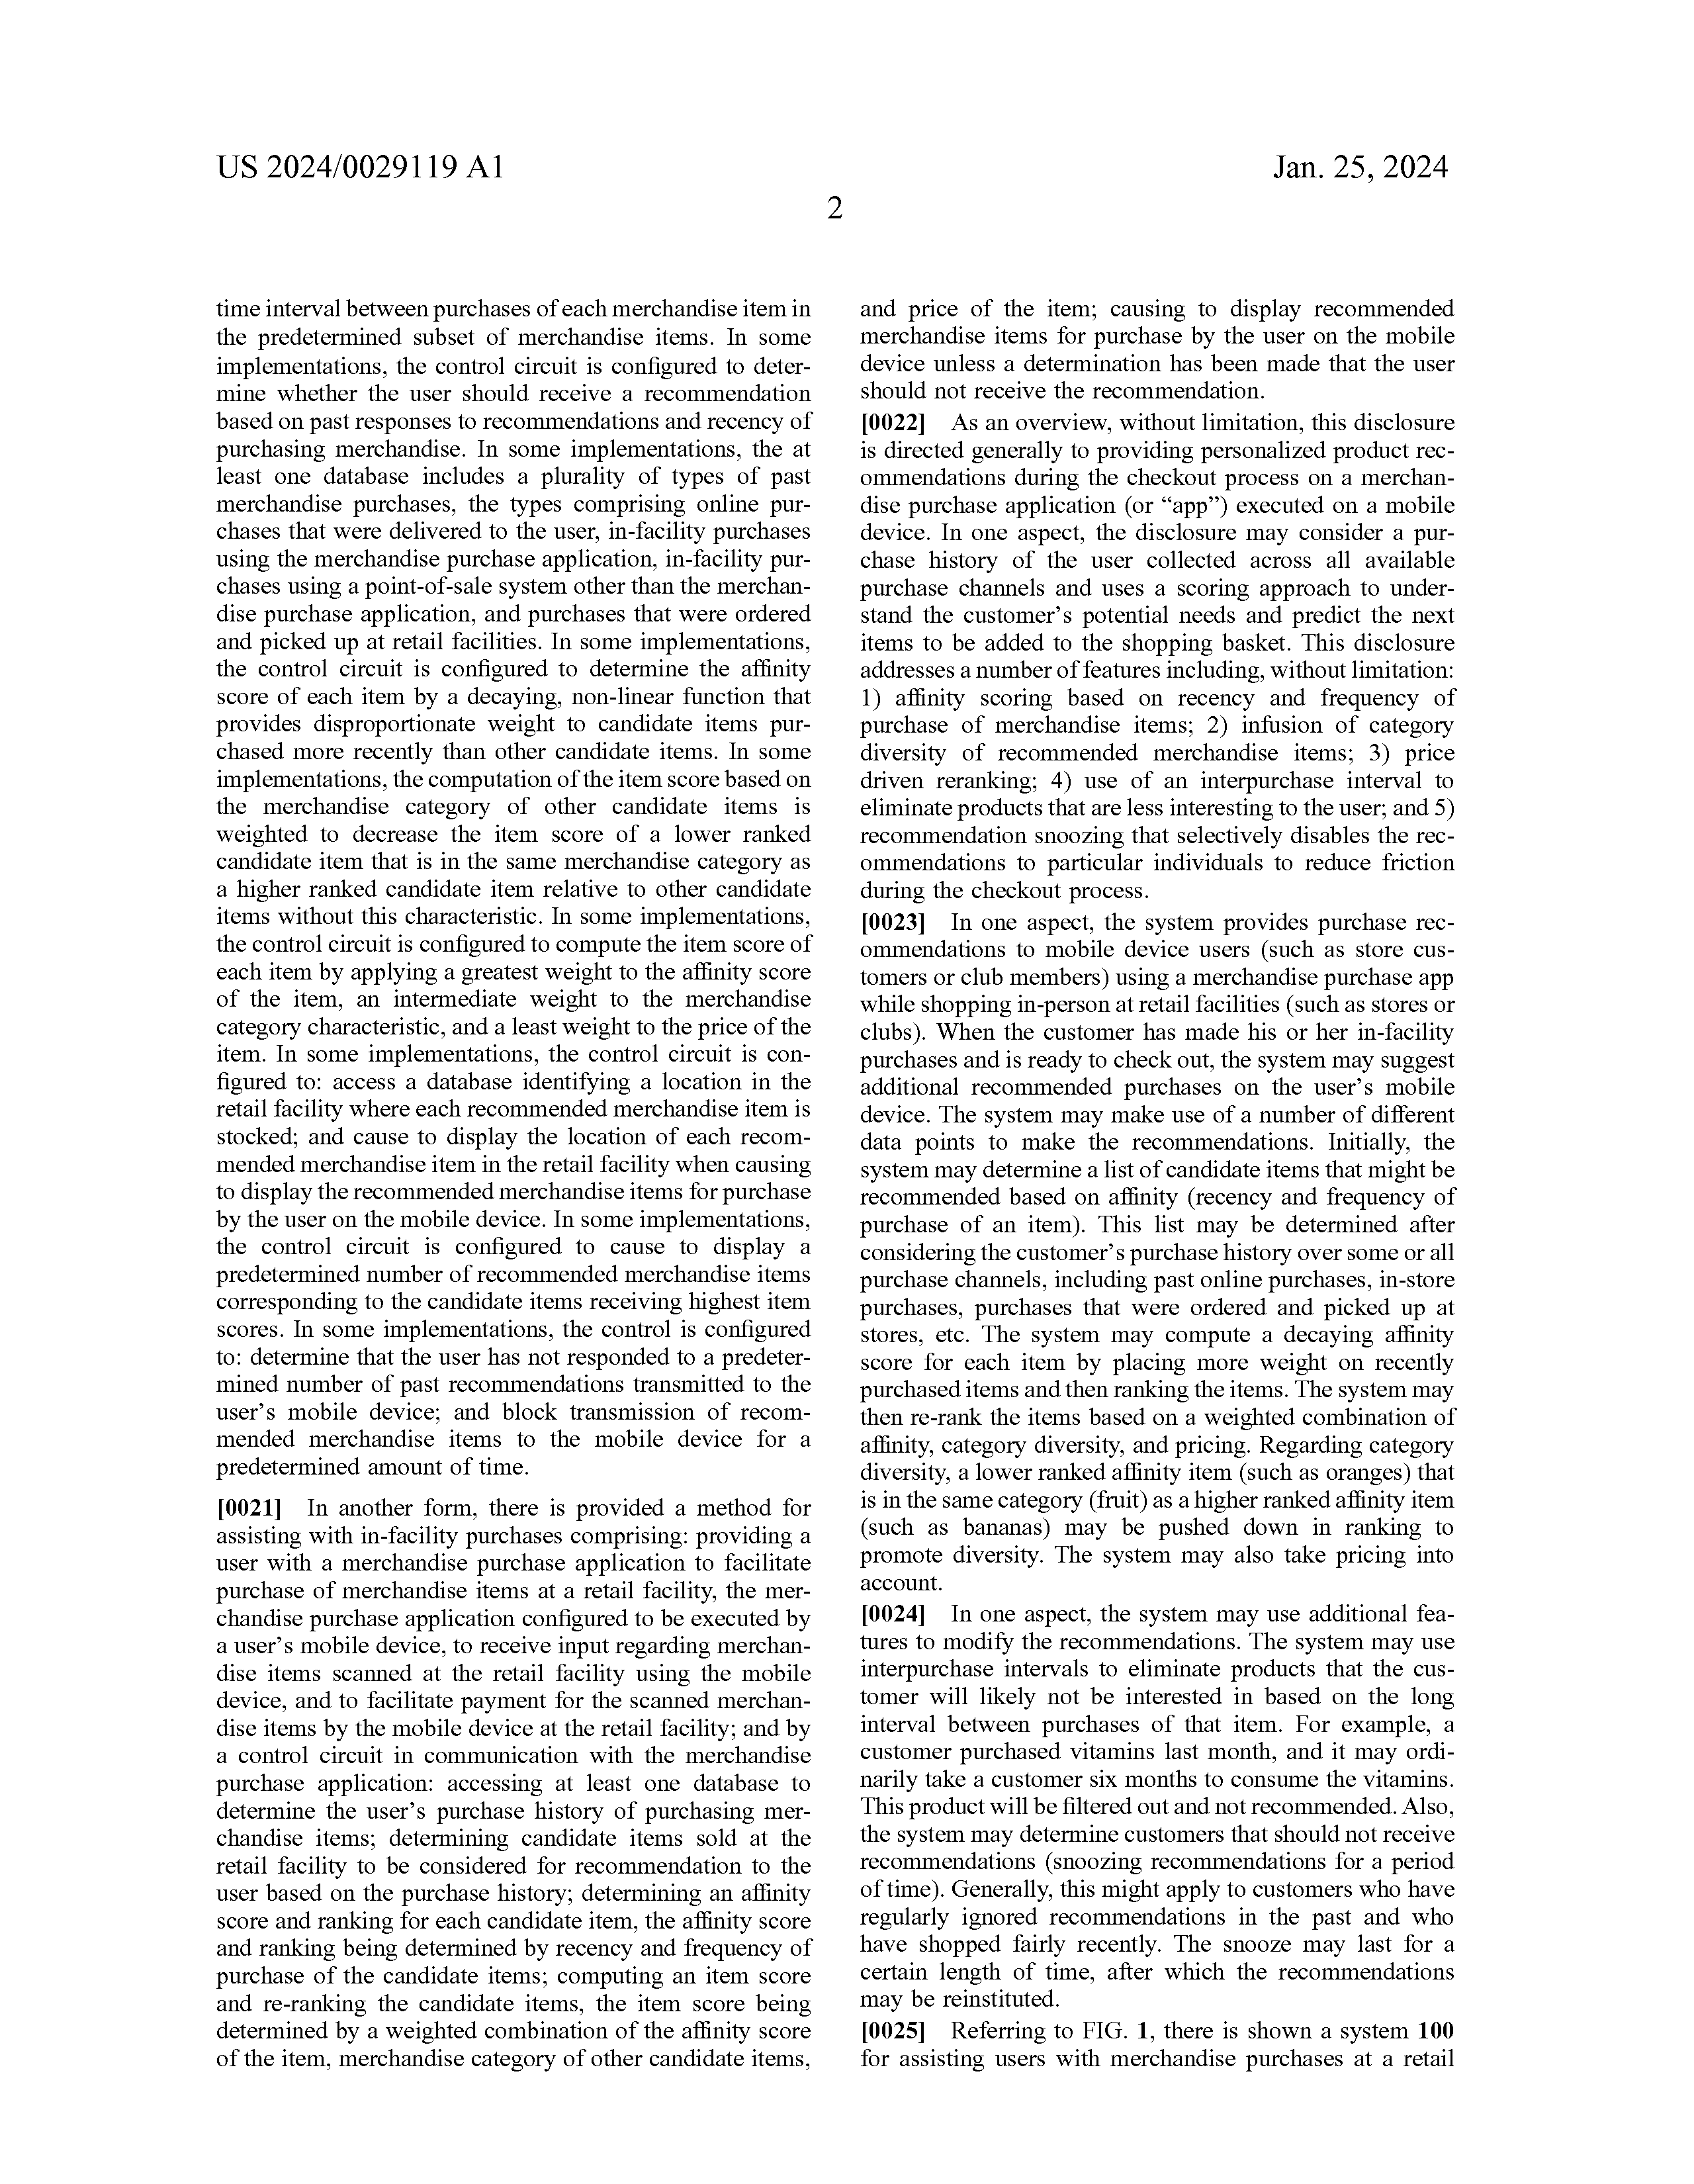 US 2024/0029119 A1
Jan. 25, 2024
2
time interval between purchases of each merchandise item in
the predetermined subset of merchandise items. In some
implementations, the control circuit is configured to deter-
mine whether the user should receive a recommendation
based on past responses to recommendations and recency of
purchasing merchandise. In some implementations, the at
least one database includes a plurality of types of past
merchandise purchases, the types comprising online pur-
chases that were delivered to the user, in-facility purchases
using the merchandise purchase application, in-facility pur-
chases using a point-of-sale system other than the merchan-
dise purchase application, and purchases that were ordered
and picked up at retail facilities. In some implementations,
the control circuit is configured to determine the affinity
score of each item by a decaying, non-linear function that
provides disproportionate weight to candidate items pur-
chased more recently than other candidate items. In some
implementations, the computation of the item score based on
the merchandise category of other candidate items is
weighted to decrease the item score of a lower ranked
candidate item that is in the same merchandise category as
a higher ranked candidate item relative to other candidate
items without this characteristic. In some implementations,
the control circuit is configured to compute the item score of
each item by applying a greatest weight to the affinity score
of the item, an intermediate weight to the merchandise
category characteristic, and a least weight to the price of the
item. In some implementations, the control circuit is con-
figured to: access a database identifying a location in the
retail facility where each recommended merchandise item is
stocked; and cause to display the location of each recom-
mended merchandise item in the retail facility when causing
to display the recommended merchandise items for purchase
by the user on the mobile device. In some implementations,
the control circuit is configured to cause to display a
predetermined number of recommended merchandise items
corresponding to the candidate items receiving highest item
scores. In some implementations, the control is configured
to: determine that the user has not responded to a predeter-
mined number of past recommendations transmitted to the
user’s mobile device; and block transmission of recom-
mended merchandise items to the mobile device for a
predetermined amount of time.
[0021] In another form, there is provided a method for
assisting with in-facility purchases comprising: providing a
user with a merchandise purchase application to facilitate
purchase of merchandise items at a retail facility, the mer-
chandise purchase application configured to be executed by
a user’s mobile device, to receive input regarding merchan-
dise items scanned at the retail facility using the mobile
device, and to facilitate payment for the scanned merchan-
dise items by the mobile device at the retail facility; and by
a control circuit in communication with the merchandise
purchase application: accessing at least one database to
determine the user’s purchase history of purchasing mer-
chandise items; determining candidate items sold at the
retail facility to be considered for recommendation to the
user based on the purchase history; determining an affinity
score and ranking for each candidate item, the affinity score
and ranking being determined by recency and frequency of
purchase of the candidate items; computing an item score
and re-ranking the candidate items, the item score being
determined by a weighted combination of the affinity score
of the item, merchandise category of other candidate items,
and price of the item; causing to display recommended
merchandise items for purchase by the user on the mobile
device unless a determination has been made that the user
should not receive the recommendation.
[0022] As an overview, without limitation, this disclosure
is directed generally to providing personalized product rec-
ommendations during the checkout process on a merchan-
dise purchase application (or “app”) executed on a mobile
device. In one aspect, the disclosure may consider a pur-
chase history of the user collected across all available
purchase channels and uses a scoring approach to under-
stand the customer’s potential needs and predict the next
items to be added to the shopping basket. This disclosure
addresses a number of features including, without limitation:
1) affinity scoring based on recency and frequency of
purchase of merchandise items; 2) infusion of category
diversity of recommended merchandise items; 3) price
driven reranking; 4) use of an interpurchase interval to
eliminate products that are less interesting to the user; and 5)
recommendation snoozing that selectively disables the rec-
ommendations to particular individuals to reduce friction
during the checkout process.
[0023] In one aspect, the system provides purchase rec-
ommendations to mobile device users (such as store cus-
tomers or club members) using a merchandise purchase app
while shopping in-person at retail facilities (such as stores or
clubs). When the customer has made his or her in-facility
purchases and is ready to check out, the system may suggest
additional recommended purchases on the user’s mobile
device. The system may make use of a number of different
data points to make the recommendations. Initially, the
system may determine a list of candidate items that might be
recommended based on affinity (recency and frequency of
purchase of an item). This list may be determined after
considering the customer’s purchase history over some or all
purchase channels, including past online purchases, in-store
purchases, purchases that were ordered and picked up at
stores, etc. The system may compute a decaying affinity
score for each item by placing more weight on recently
purchased items and then ranking the items. The system may
then re-rank the items based on a weighted combination of
affinity, category diversity, and pricing. Regarding category
diversity, a lower ranked affinity item (such as oranges) that
is in the same category (fruit) as a higher ranked affinity item
(such as bananas) may be pushed down in ranking to
promote diversity. The system may also take pricing into
account.
[0024] In one aspect, the system may use additional fea-
tures to modify the recommendations. The system may use
interpurchase intervals to eliminate products that the cus-
tomer will likely not be interested in based on the long
interval between purchases of that item. For example, a
customer purchased vitamins last month, and it may ordi-
narily take a customer six months to consume the vitamins.
This product will be filtered out and not recommended. Also,
the system may determine customers that should not receive
recommendations (snoozing recommendations for a period
of time). Generally, this might apply to customers who have
regularly ignored recommendations in the past and who
have shopped fairly recently. The snooze may last for a
certain length of time, after which the recommendations
may be reinstituted.
[0025] Referring to FIG. 1, there is shown a system 100
for assisting users with merchandise purchases at a retail